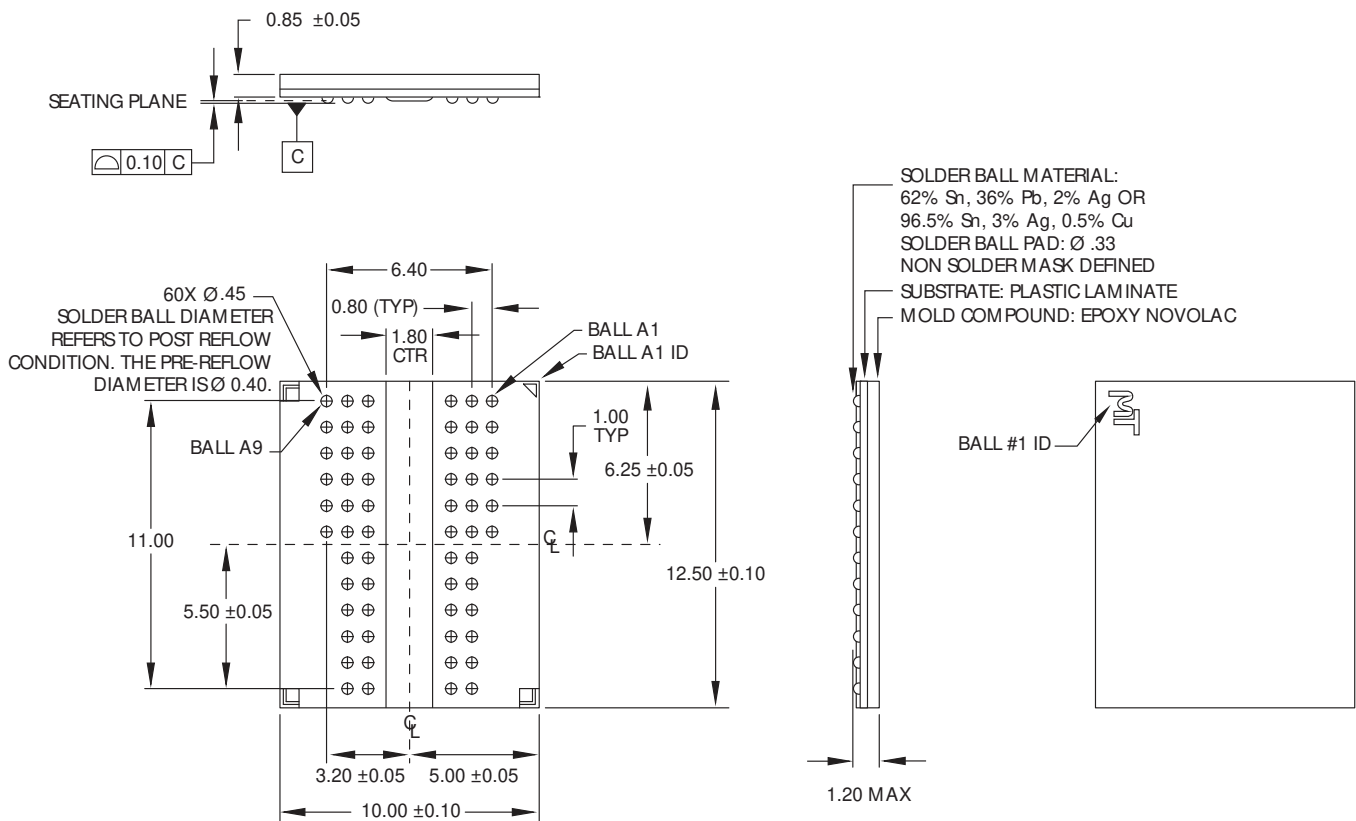 0.85 ±0.05
SEATING PLANE
0.10 C
C
SOLDER BALL MATERIAL:
62% Sn, 36% Pb, 2% Ag OR
96.5% Sn, 3% Ag, 0.5% Cu
SOLDER BALL PAD: Ø .33
NON SOLDER MASK DEFINED
SUBSTRATE: PLASTIC LAMINATE
MOLD COMPOUND: EPOXY NOVOLAC
6.40
0.80 (TYP)
1.80
CTR
60X Ø.45
SOLDER BALL DIAMETER
REFERS TO POST REFLOW
CONDITION. THE PRE-REFLOW
DIAMETER IS Ø 0.40.
BALL A1
BALL A1 ID
BALL A9
1.00
TYP
6.25 ±0.05
MT
BALL #1 ID
11.00
CL
12.50 ±0.10
5.50 ±0.05
CL
3.20 ±0.05
5.00 ±0.05
10.00 ±0.10
1.20 MAX